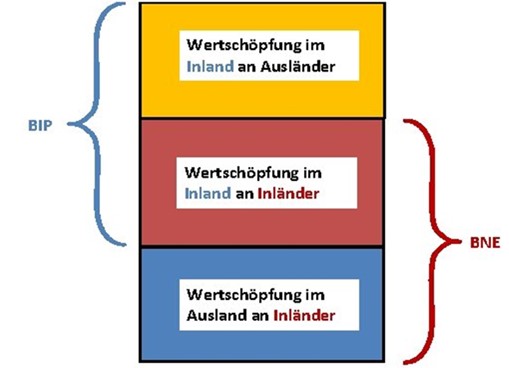 Wertschöpfung im
Inland an Ausländer
BIP
Wertschöpfung im
Inland an Inländer
BNE
Wertschöpfung im
Ausland an Inländer